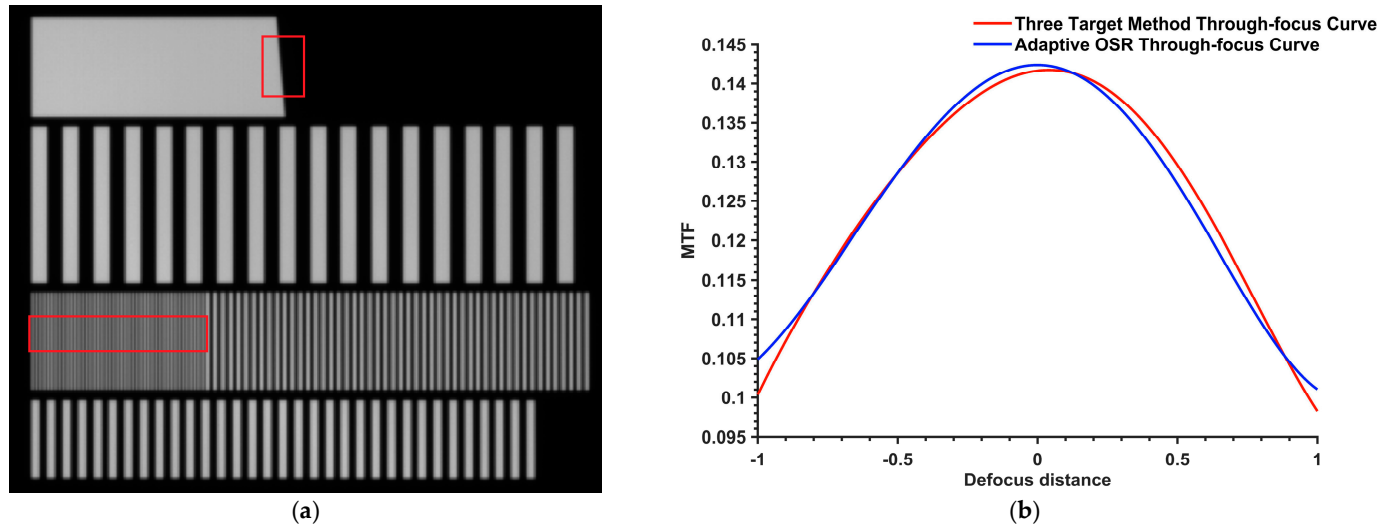 Three Target Method Through-focus Curve
Adaptive OSR Through-focus Curve
0.145
0.14
0.135
0.13
0.125
0.12
0.115
0.11
0.105
0.1
0.095
MTF
-1
-0.5
0
0.5
1
Defocus distance
(a)
(b)